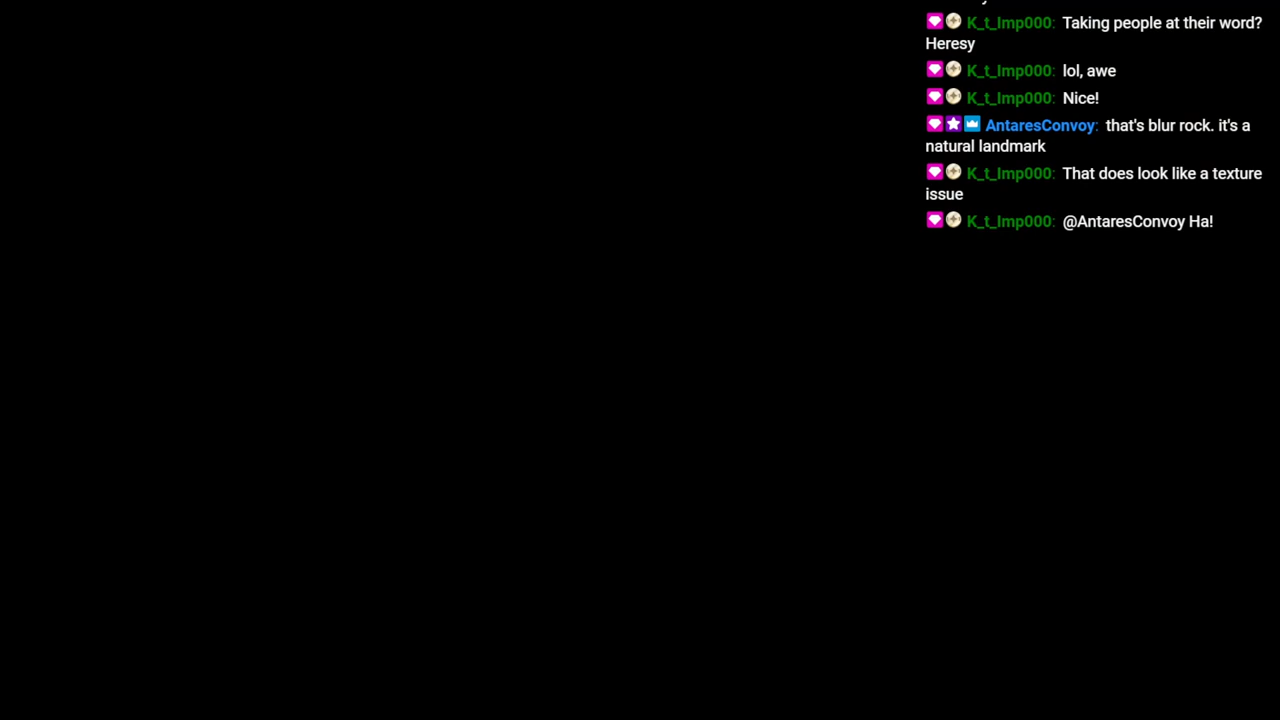 K_t_Imp000: Taking people at their word?
Heresy
K_t_Imp000: lol, awe
K_t_Imp000: Nice!
AntaresConvoy: that's blur rock. it's a
natural landmark
K_t_Imp000: That does look like a texture
issue
K_t_Imp000: @AntaresConvoy Ha!